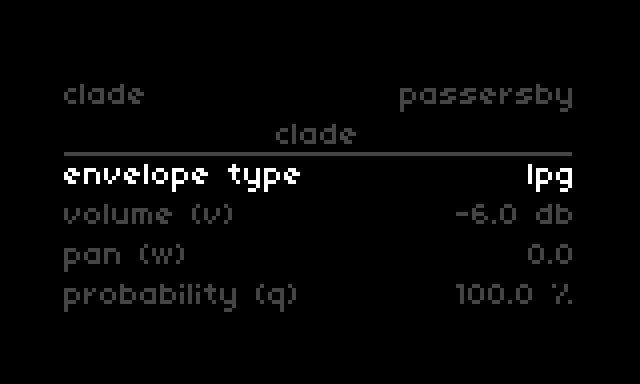 clade passersby
clade
envelope type lpg
volume (v) -6.0 db
pan (w) 0.0
probability (q) 100.0 %